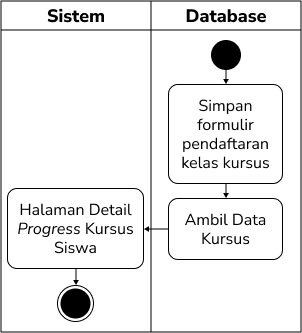 Sistem
Database
Simpan
formulir
pendaftaran
kelas kursus
Ambil Data
Kursus
Halaman Detail
Progress Kursus
Siswa